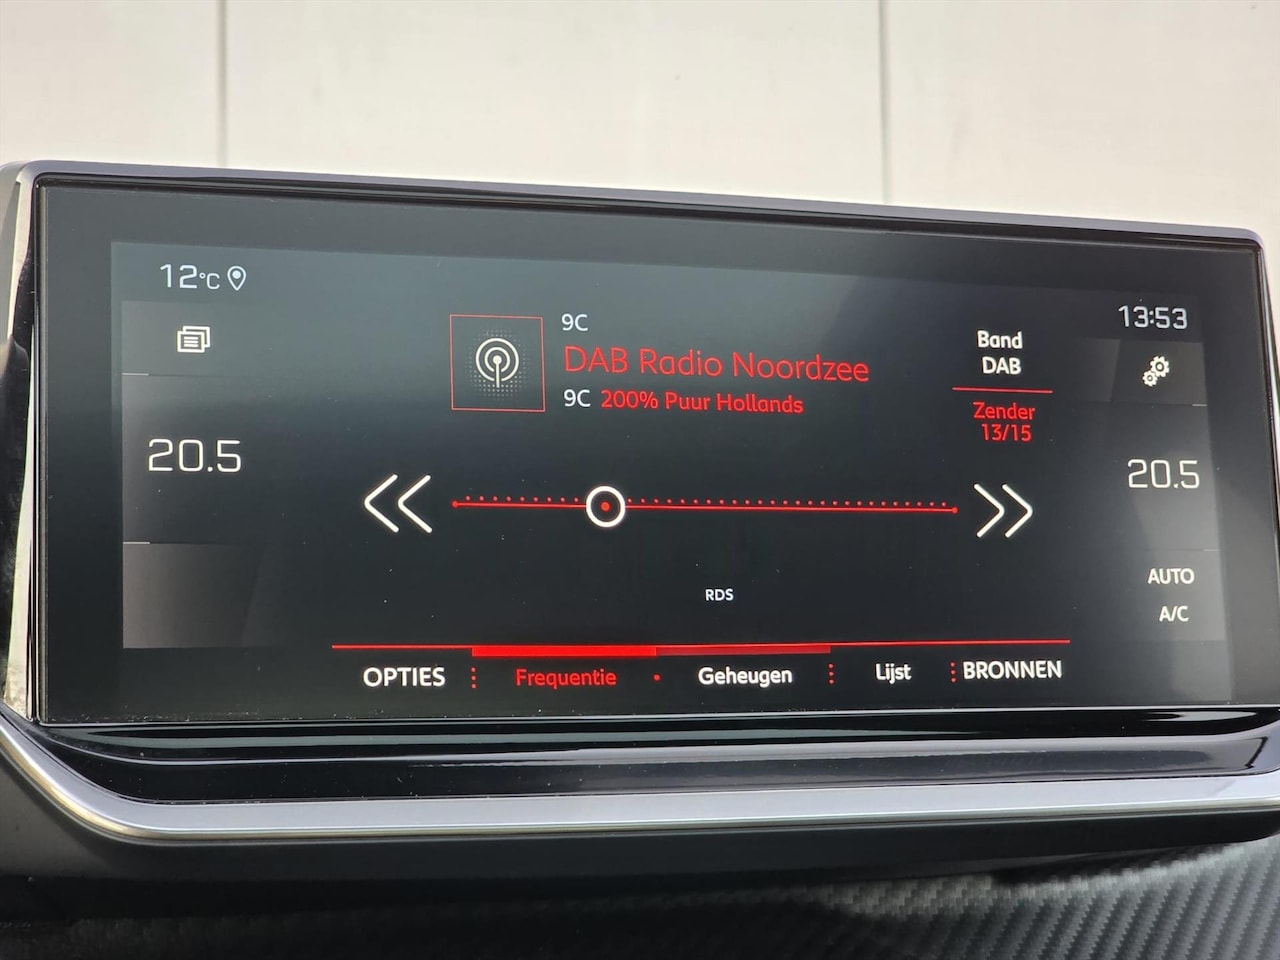 12°C
13:53
9C
DAB Radio Noordzee
9C 200% Puur Hollands
Band
DAB
Zender
13/15
20.5
20.5
RDS
AUTO
A/C
OPTIES
Frequentie
Geheugen
Lijst
BRONNEN